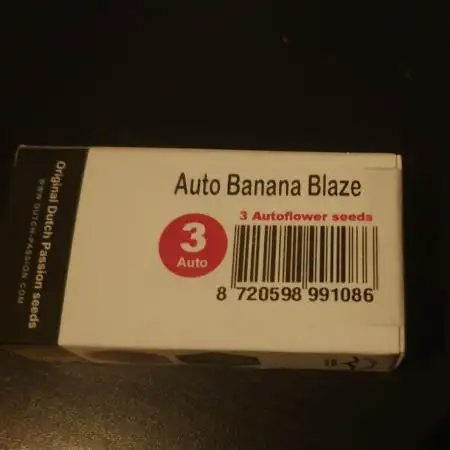 Auto Banana Blaze
3 Autoflower seeds
3
Auto
8 720598 991086
Original Dutch Passion seeds
WWW.DUTCH-PASSION.COM